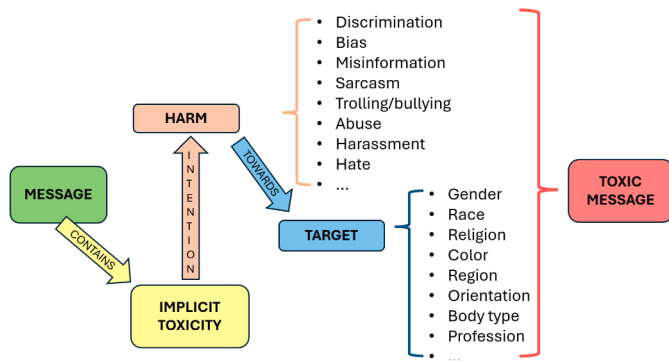 MESSAGE
CONTAINS
IMPLICIT
TOXICITY
INTENTION
HARM
• Discrimination
• Bias
• Misinformation
• Sarcasm
• Trolling/bullying
• Abuse
• Harassment
• Hate
• ...
TOWARDS
TARGET
• Gender
• Race
• Religion
• Color
• Region
• Orientation
• Body type
• Profession
• ...
TOXIC
MESSAGE